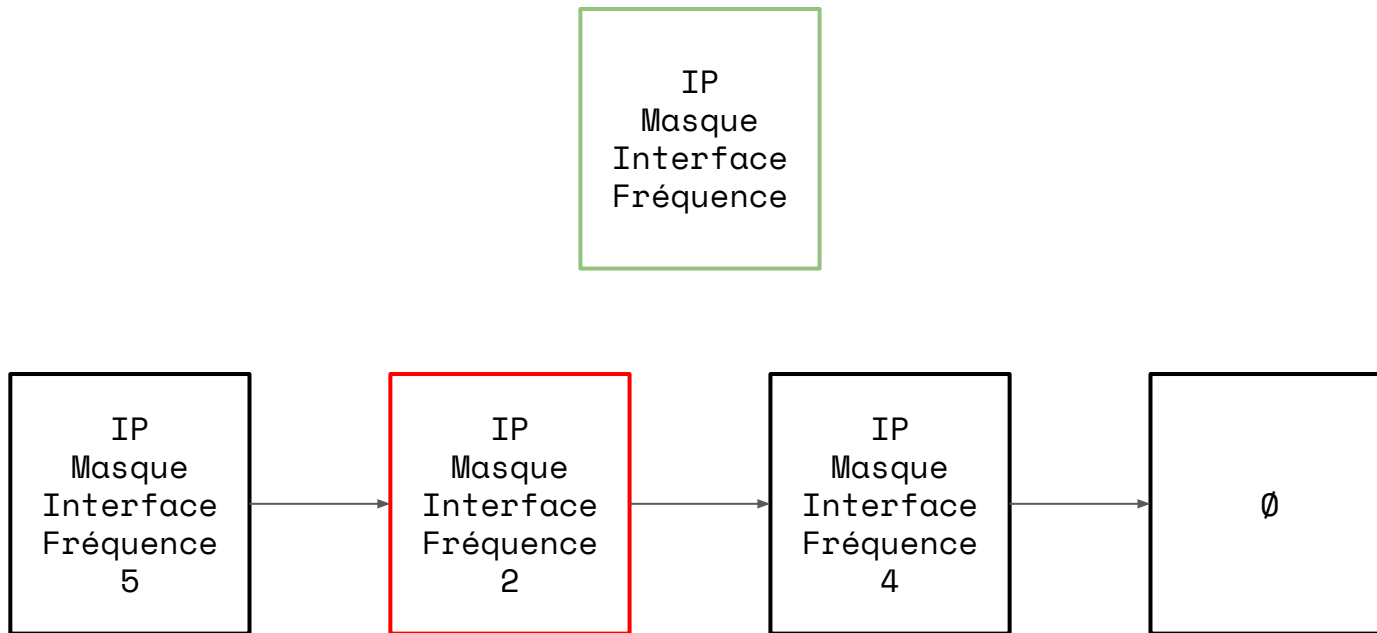 IP
Masque
Interface
Fréquence
IP
Masque
Interface
Fréquence
5
IP
Masque
Interface
Fréquence
2
IP
Masque
Interface
Fréquence
4
Ø